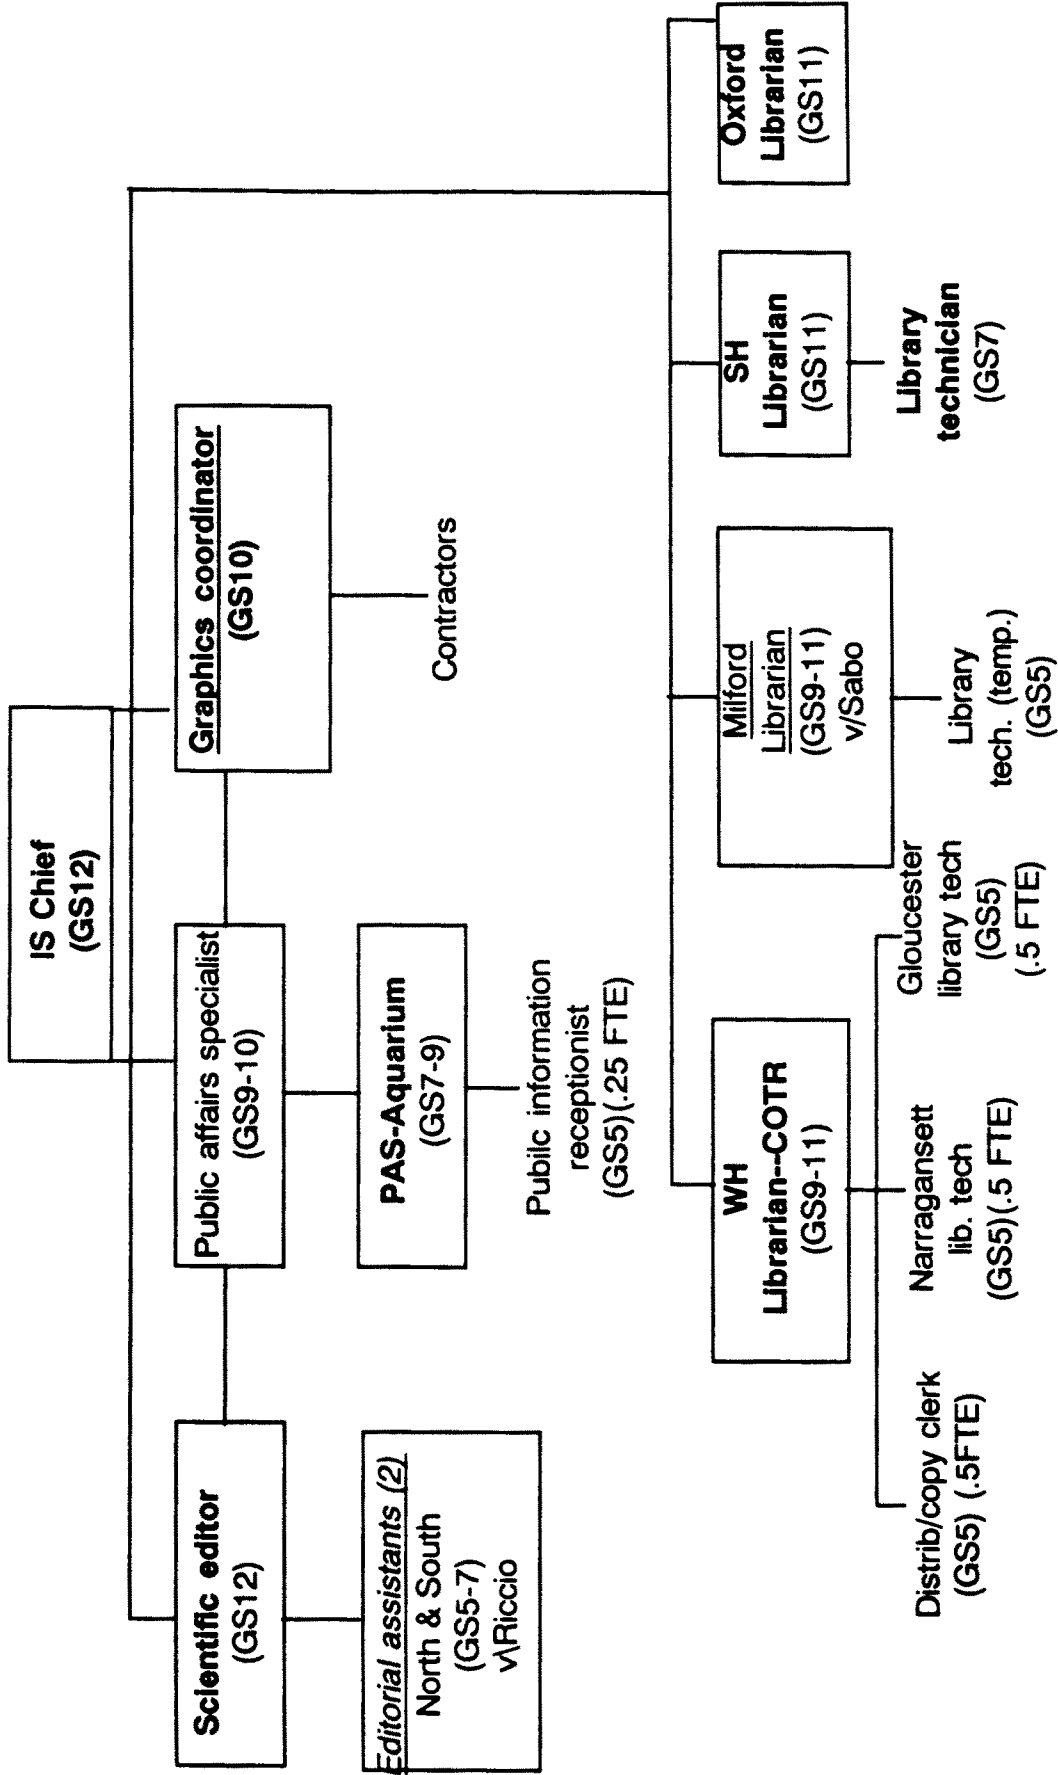 IS Chief
(GS12)
Scientific editor
(GS12)
Public affairs specialist
(GS9-10)
Graphics coordinator
(GS10)
Editorial assistants (2)
North & South
(GS5-7)
v\Riccio
PAS-Aquarium
(GS7-9)
Contractors
Pubilc information
receptionist
(GS5)(.25 FTE)
WH
Librarian--COTR
(GS9-11)
Milford
Librarian
(GS9-11)
v/Sabo
SH
Librarian
(GS11)
Oxford
Librarian
(GS11)
Distrib/copy clerk
(GS5) (.5FTE)
Narragansett
lib. tech
(GS5)(.5 FTE)
Gloucester
library tech
(GS5)
(.5 FTE)
Library
tech. (temp.)
(GS5)
Library
technician
(GS7)